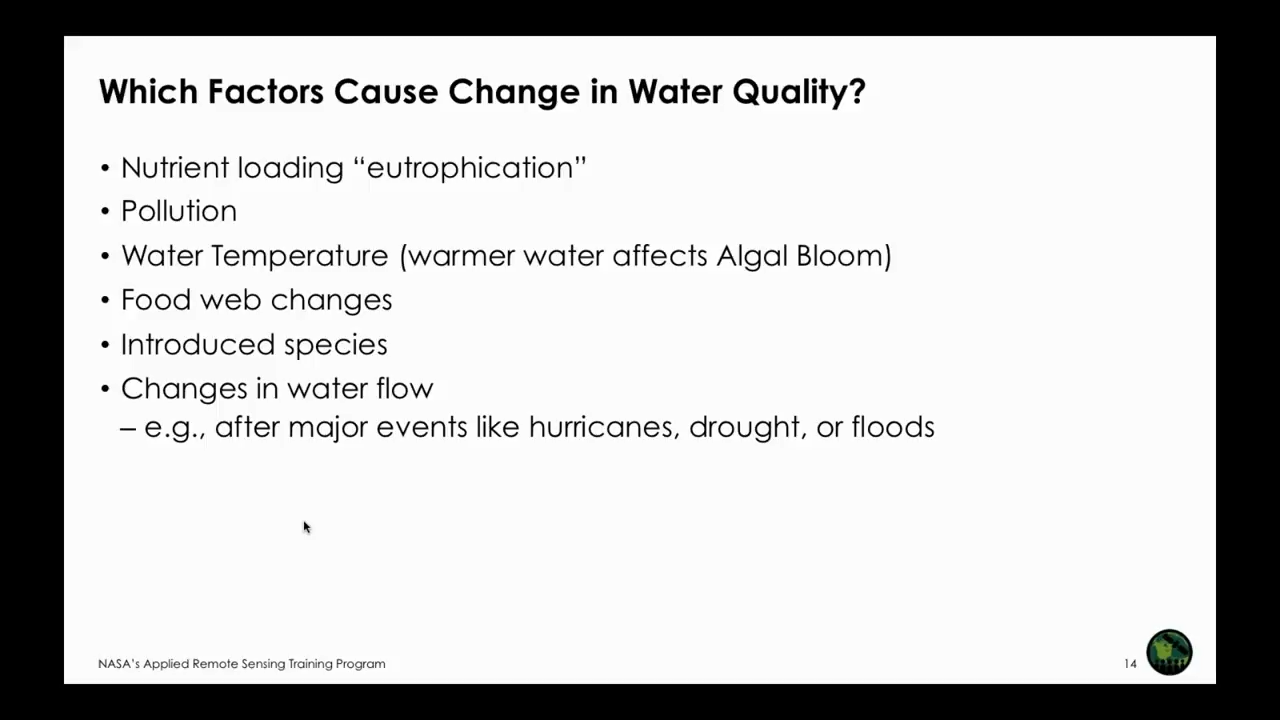 Which Factors Cause Change in Water Quality?
• Nutrient loading “eutrophication”
• Pollution
• Water Temperature (warmer water affects Algal Bloom)
• Food web changes
• Introduced species
• Changes in water flow
– e.g., after major events like hurricanes, drought, or floods
NASA’s Applied Remote Sensing Training Program
14